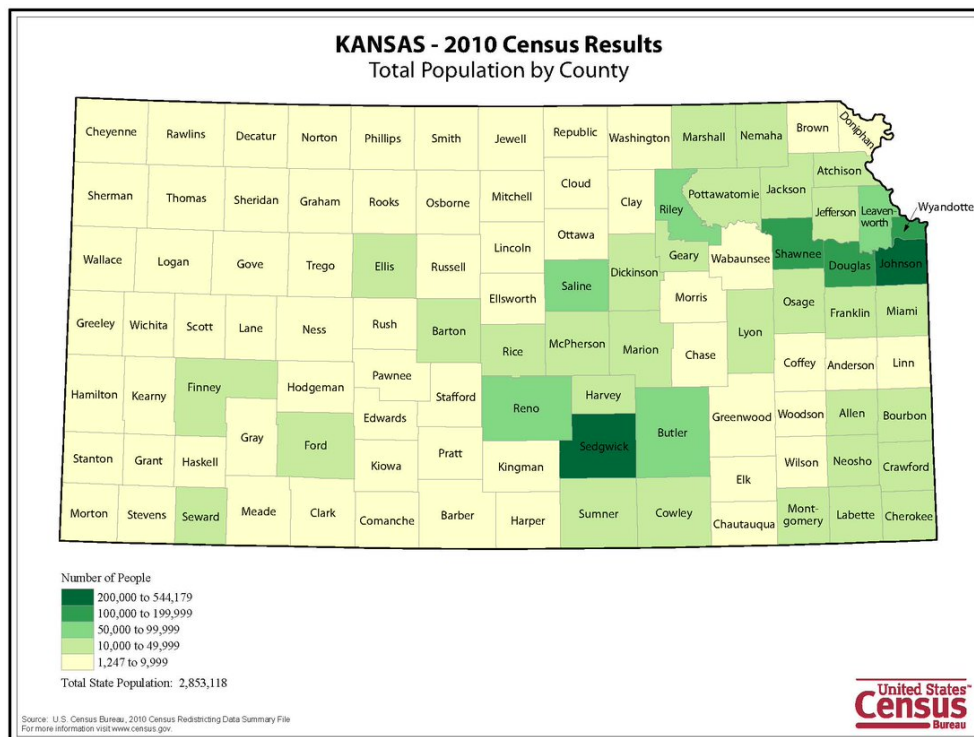 KANSAS - 2010 Census Results
Total Population by County
Cheyenne
Rawlins
Decatur
Norton
Phillips
Smith
Jewell
Republic
Washington
Marshall
Nemaha
Brown
Doniphan
Sherman
Thomas
Sheridan
Graham
Rooks
Osborne
Mitchell
Cloud
Clay
Riley
Pottawatomie
Jackson
Atchison
Jefferson
Leaven-
worth
Wyandotte
Wallace
Logan
Gove
Trego
Ellis
Russell
Lincoln
Ottawa
Saline
Dickinson
Geary
Wabaunsee
Shawnee
Douglas
Johnson
Greeley
Wichita
Scott
Lane
Ness
Rush
Barton
Ellsworth
Rice
McPherson
Marion
Morris
Chase
Lyon
Osage
Franklin
Miami
Hamilton
Kearny
Finney
Hodgeman
Pawnee
Edwards
Stafford
Reno
Harvey
Sedgwick
Butler
Greenwood
Coffey
Anderson
Linn
Woodson
Allen
Bourbon
Stanton
Grant
Haskell
Gray
Ford
Kiowa
Pratt
Kingman
Elk
Wilson
Neosho
Crawford
Morton
Stevens
Seward
Meade
Clark
Comanche
Barber
Harper
Sumner
Cowley
Chautauqua
Mont-
gomery
Labette
Cherokee
Number of People
200,000 to 544,179
100,000 to 199,999
50,000 to 99,999
10,000 to 49,999
1,247 to 9,999
Total State Population: 2,853,118
Source: U.S. Census Bureau, 2010 Census Redistricting Data Summary File
For more information visit www.census.gov.
United States™
Census
Bureau